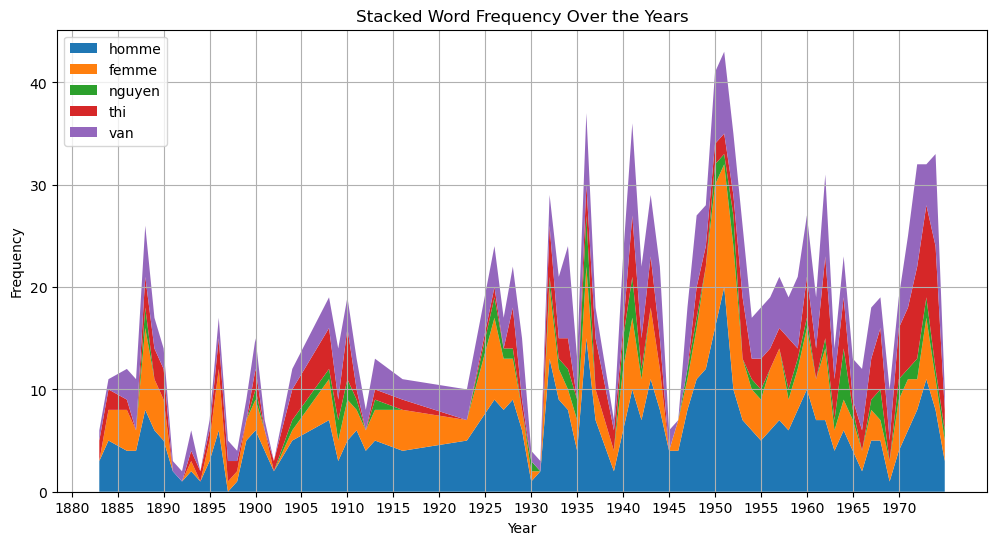 Stacked Word Frequency Over the Years
homme
femme
nguyen
thi
van
Frequency
40
30
20
10
0
1880 1885 1890 1895 1900 1905 1910 1915 1920 1925 1930 1935 1940 1945 1950 1955 1960 1965 1970
Year